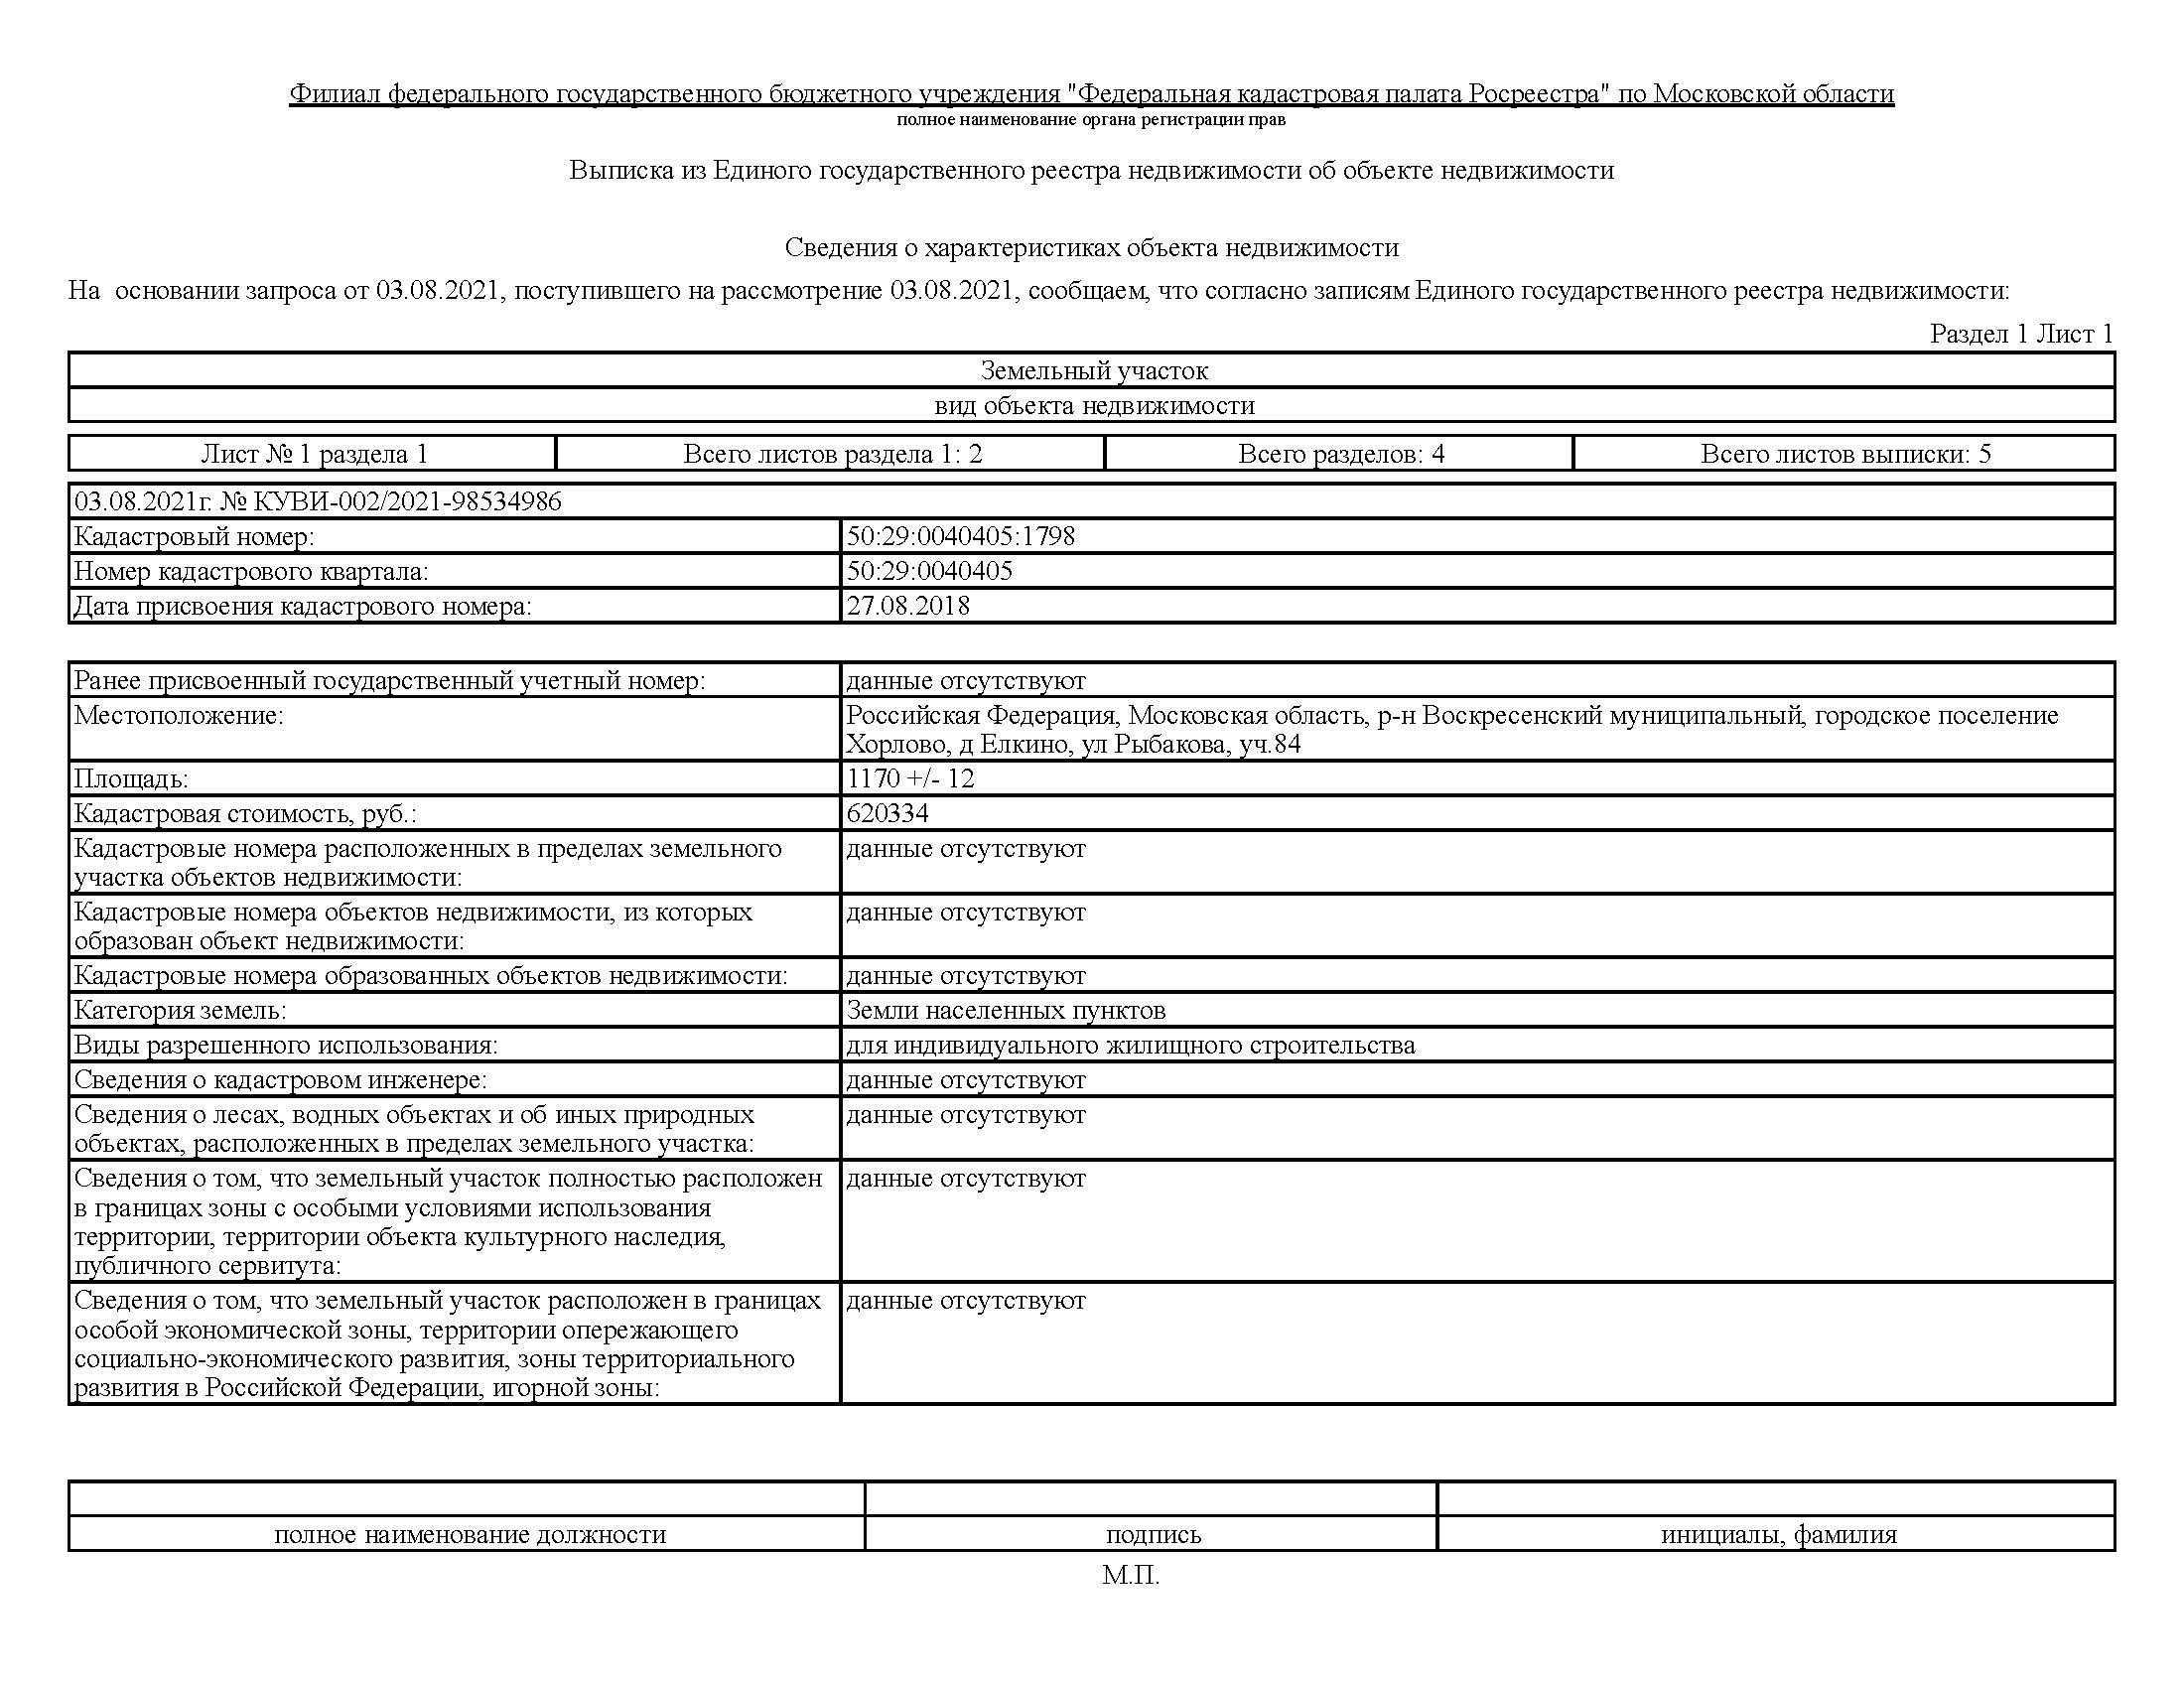 Филиал федерального государственного бюджетного учреждения "Федеральная кадастровая палата Росреестра" по Московской области
полное наименование органа регистрации прав
Выписка из Единого государственного реестра недвижимости об объекте недвижимости
Сведения о характеристиках объекта недвижимости
На основании запроса от 03.08.2021, поступившего на рассмотрение 03.08.2021, сообщаем, что согласно записям Единого государственного реестра недвижимости:
Раздел 1 Лист 1
Земельный участок
вид объекта недвижимости
Лист № 1 раздела 1 Всего листов раздела 1: 2 Всего разделов: 4 Всего листов выписки: 5
03.08.2021г. № КУВИ-002/2021-98534986
Кадастровый номер: 50:29:0040405:1798
Номер кадастрового квартала: 50:29:0040405
Дата присвоения кадастрового номера: 27.08.2018
Ранее присвоенный государственный учетный номер: данные отсутствуют
Местоположение: Российская Федерация, Московская область, р-н Воскресенский муниципальный, городское поселение
Хорлово, д Елкино, ул Рыбакова, уч.84
Площадь: 1170 +/- 12
Кадастровая стоимость, руб.: 620334
Кадастровые номера расположенных в пределах земельного данные отсутствуют
участка объектов недвижимости:
Кадастровые номера объектов недвижимости, из которых данные отсутствуют
образован объект недвижимости:
Кадастровые номера образованных объектов недвижимости: данные отсутствуют
Категория земель: Земли населенных пунктов
Виды разрешенного использования: для индивидуального жилищного строительства
Сведения о кадастровом инженере: данные отсутствуют
Сведения о лесах, водных объектах и об иных природных данные отсутствуют
объектах, расположенных в пределах земельного участка:
Сведения о том, что земельный участок полностью расположен данные отсутствуют
в границах зоны с особыми условиями использования
территории, территории объекта культурного наследия,
публичного сервитута:
Сведения о том, что земельный участок расположен в границах данные отсутствуют
особой экономической зоны, территории опережающего
социально-экономического развития, зоны территориального
развития в Российской Федерации, игорной зоны:
полное наименование должности подпись инициалы, фамилия
М.П.